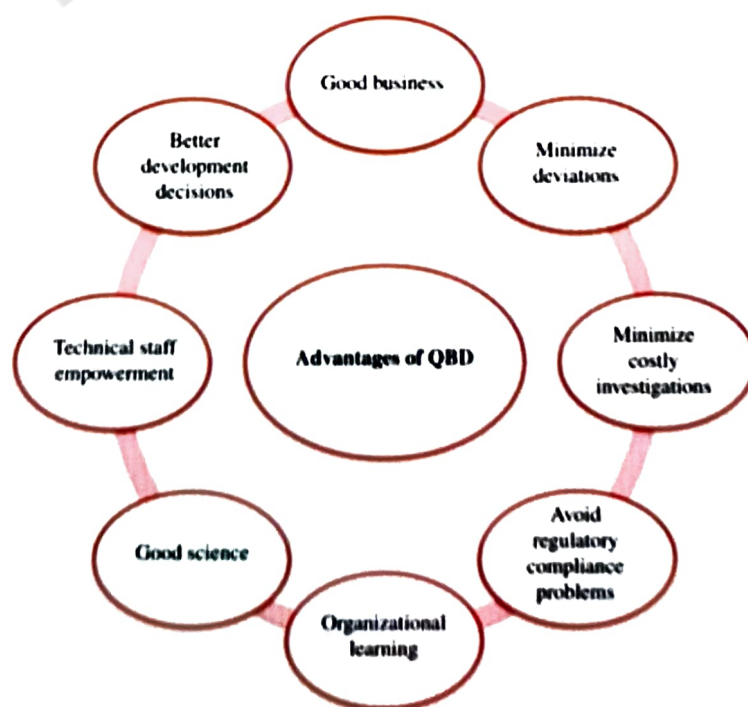 Good business
Minimize
deviations
Minimize
costly
investigations
Avoid
regulatory
compliance
problems
Organizational
learning
Good science
Technical staff
empowerment
Better
development
decisions
Advantages of QBD